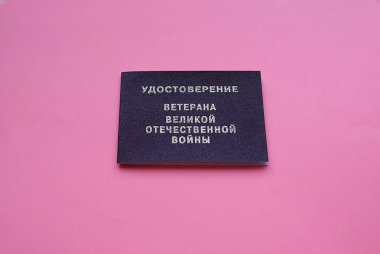 УДОСТОВЕРЕНИЕ
ВЕТЕРАНА
ВЕЛИКОЙ
ОТЕЧЕСТВЕННОЙ
ВОЙНЫ